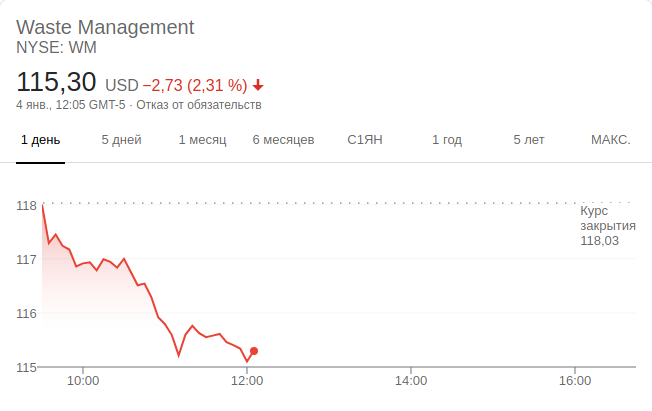 Waste Management
NYSE: WM
115,30 USD −2,73 (2,31 %)
4 янв., 12:05 GMT-5 · Отказ от обязательств
1 день 5 дней 1 месяц 6 месяцев С1ЯН 1 год 5 лет МАКС.
118
Курс
закрытия
118,03
117
116
115
10:00 12:00 14:00 16:00